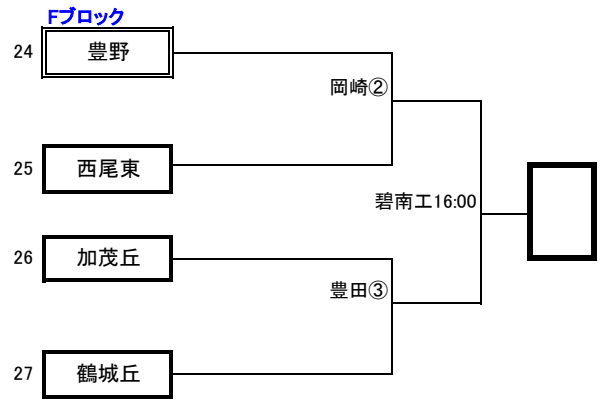 Fブロック
24 豊野
岡崎②
25 西尾東
碧南工16:00
26 加茂丘
豊田③
27 鶴城丘